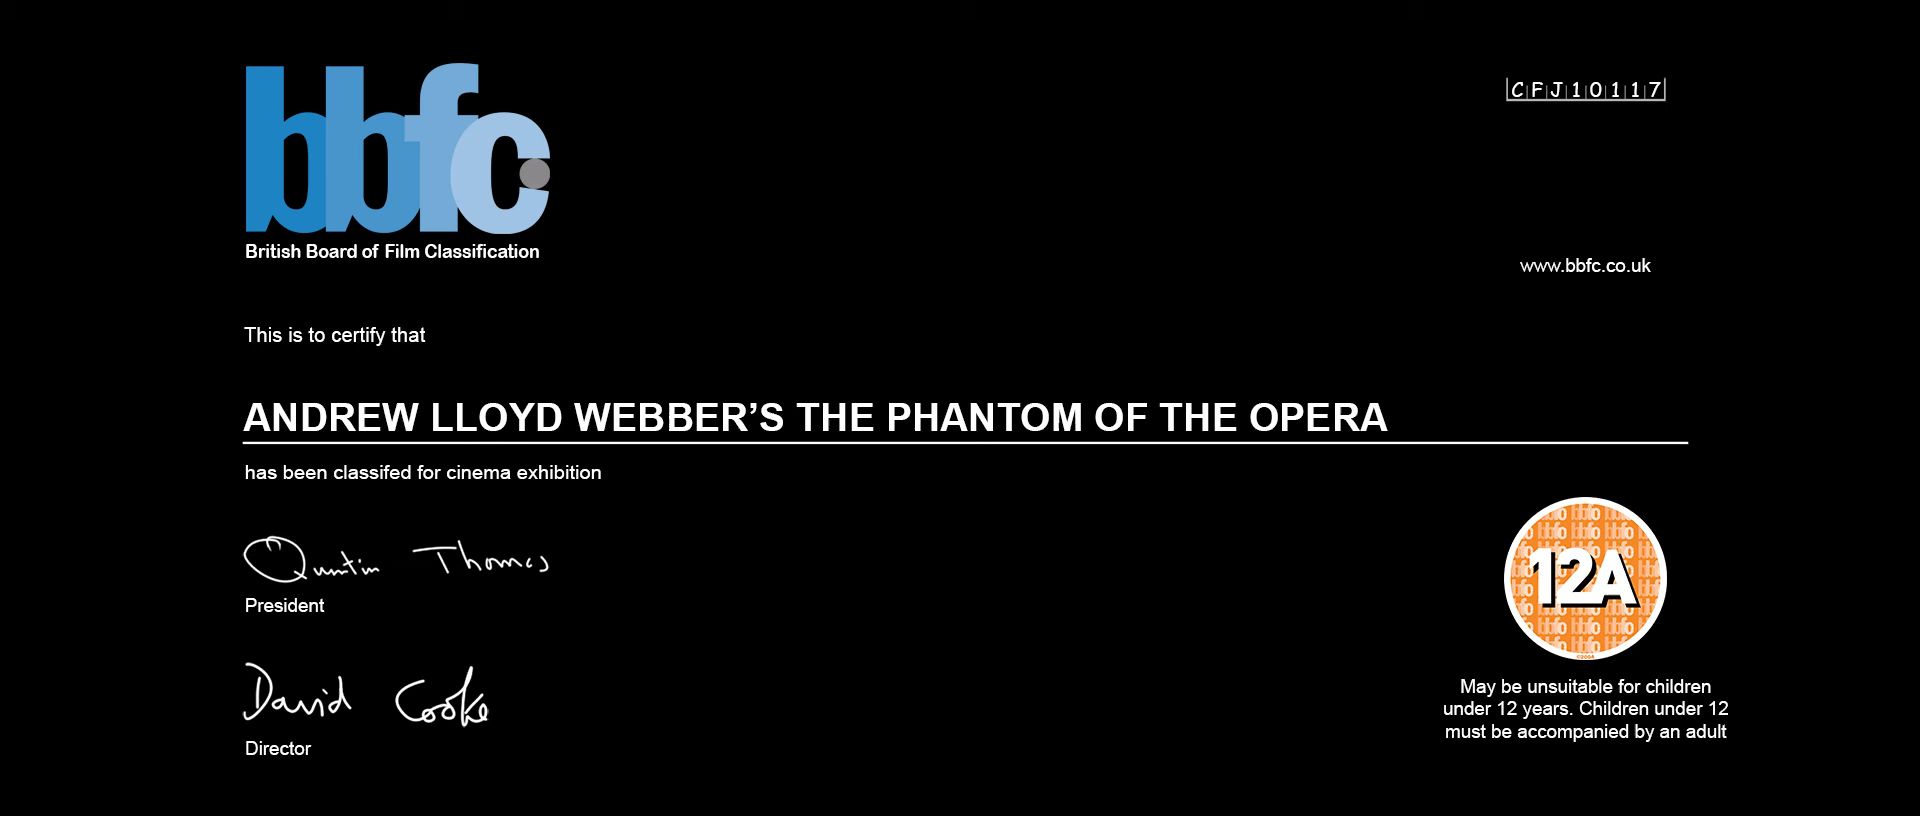 bbfc
CFJ10117
British Board of Film Classification
www.bbfc.co.uk
This is to certify that
ANDREW LLOYD WEBBER’S THE PHANTOM OF THE OPERA
has been classifed for cinema exhibition
Quentin Thomas
President
12A
©2004
David Cooke
Director
May be unsuitable for children
under 12 years. Children under 12
must be accompanied by an adult